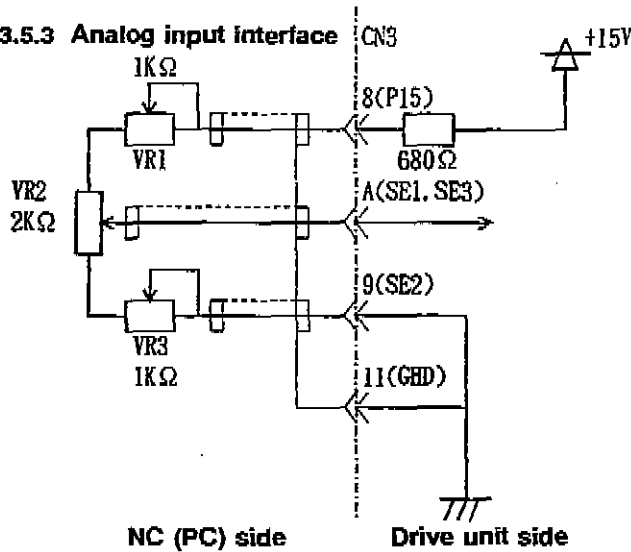 3.5.3 Analog input interface
CN3
+15V
1KΩ
8(P15)
VR1
680Ω
VR2
2KΩ
A(SE1. SE3)
9(SE2)
VR3
1KΩ
11(GND)
NC (PC) side
Drive unit side